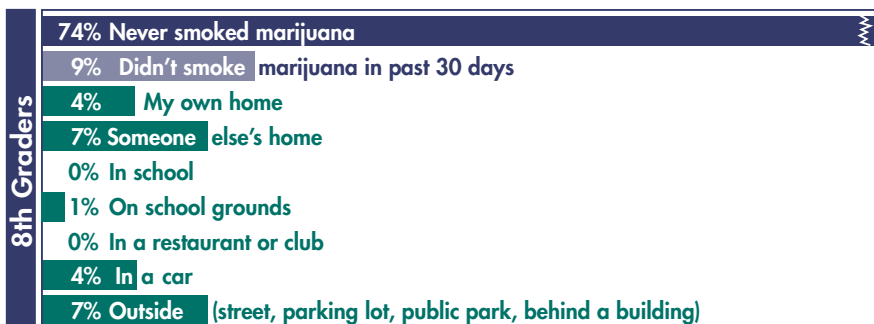 8th Graders
74% Never smoked marijuana
9% Didn't smoke marijuana in past 30 days
4% My own home
7% Someone else's home
0% In school
1% On school grounds
0% In a restaurant or club
4% In a car
7% Outside (street, parking lot, public park, behind a building)